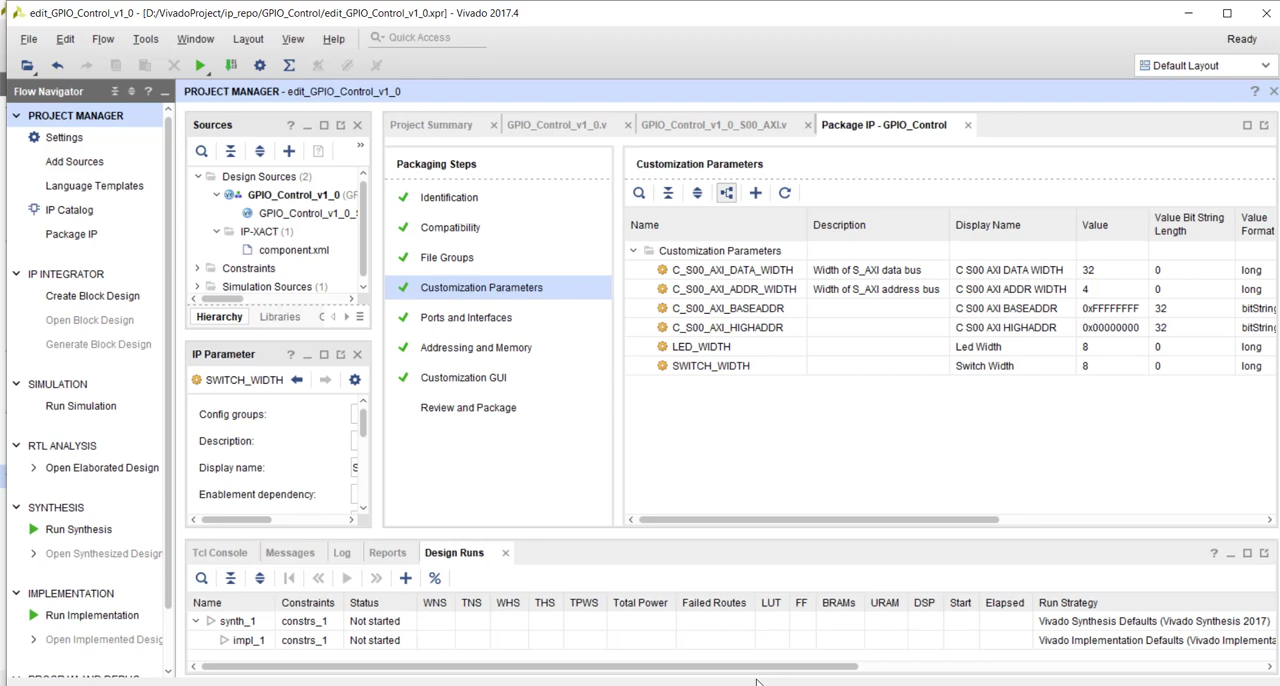 edit_GPIO_Control_v1_0 - [D:/VivadoProject/ip_repo/GPIO_Control/edit_GPIO_Control_v1_0.xpr] - Vivado 2017.4
File Edit Flow Tools Window Layout View Help Quick Access Ready
Default Layout
Flow Navigator
PROJECT MANAGER
Settings
Add Sources
Language Templates
IP Catalog
Package IP
IP INTEGRATOR
Create Block Design
Open Block Design
Generate Block Design
SIMULATION
Run Simulation
RTL ANALYSIS
Open Elaborated Design
SYNTHESIS
Run Synthesis
Open Synthesized Design
IMPLEMENTATION
Run Implementation
Open Implemented Desig
PROJECT MANAGER - edit_GPIO_Control_v1_0
Sources
Design Sources (2)
GPIO_Control_v1_0 (GF
GPIO_Control_v1_0_S
IP-XACT (1)
component.xml
Constraints
Simulation Sources (1)
Hierarchy Libraries C
IP Parameter
SWITCH_WIDTH
Config groups:
Description:
Display name: S
Enablement dependency:
Project Summary GPIO_Control_v1_0.v GPIO_Control_v1_0_S00_AXI.v Package IP - GPIO_Control
Packaging Steps
Identification
Compatibility
File Groups
Customization Parameters
Ports and Interfaces
Addressing and Memory
Customization GUI
Review and Package
Customization Parameters
Name Description Display Name Value Value Bit String Length Value Format
Customization Parameters
C_S00_AXI_DATA_WIDTH Width of S_AXI data bus C S00 AXI DATA WIDTH 32 0 long
C_S00_AXI_ADDR_WIDTH Width of S_AXI address bus C S00 AXI ADDR WIDTH 4 0 long
C_S00_AXI_BASEADDR C S00 AXI BASEADDR 0xFFFFFFFF 32 bitString
C_S00_AXI_HIGHADDR C S00 AXI HIGHADDR 0x00000000 32 bitString
LED_WIDTH Led Width 8 0 long
SWITCH_WIDTH Switch Width 8 0 long
Tcl Console Messages Log Reports Design Runs
Name Constraints Status WNS TNS WHS THS TPWS Total Power Failed Routes LUT FF BRAMs URAM DSP Start Elapsed Run Strategy
synth_1 constrs_1 Not started Vivado Synthesis Defaults (Vivado Synthesis 2017)
impl_1 constrs_1 Not started Vivado Implementation Defaults (Vivado Implementa